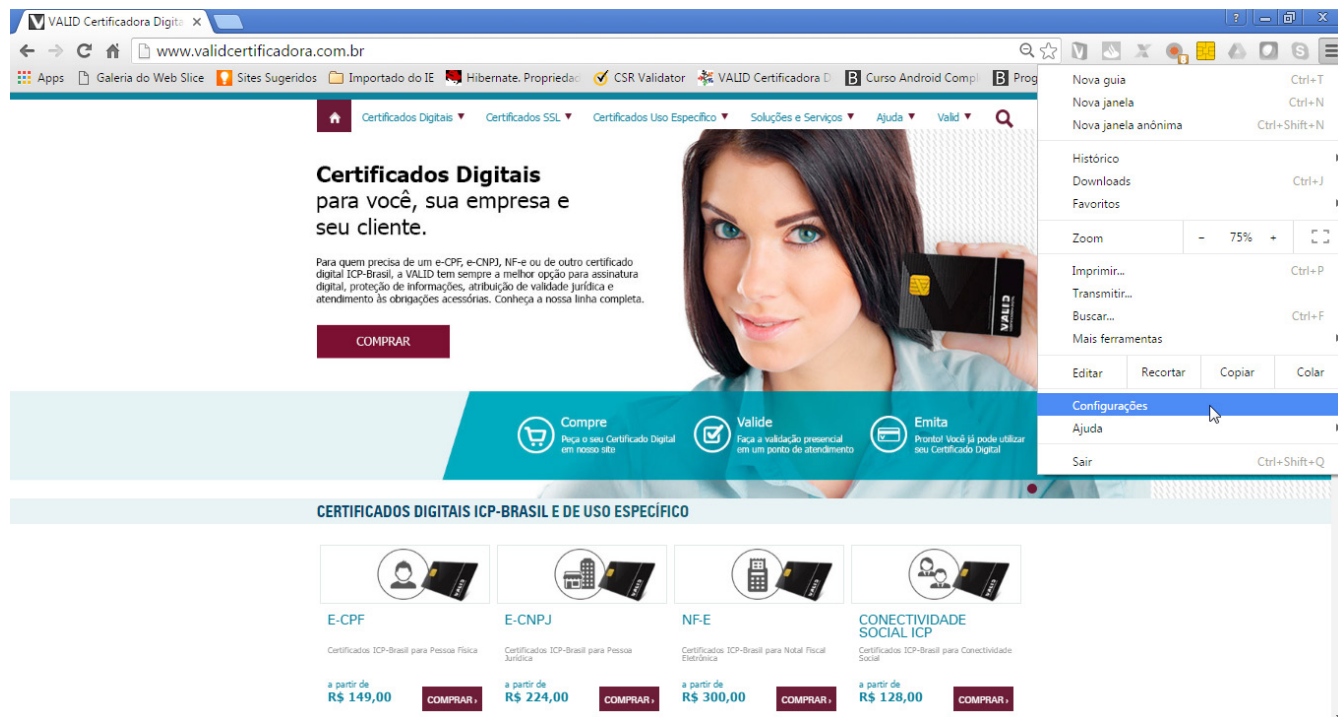 VALID Certificadora Digita
www.validcertificadora.com.br
Apps Galeria do Web Slice Sites Sugeridos Importado do IE Hibernate. Propriedad CSR Validator VALID Certificadora D Curso Android Compl Prog
Certificados Digitais ▼ Certificados SSL ▼ Certificados Uso Específico ▼ Soluções e Serviços ▼ Ajuda ▼ Valid ▼
Certificados Digitais
para você, sua empresa e
seu cliente.
Para quem precisa de um e-CPF, e-CNPJ, NF-e ou de outro certificado
digital ICP-Brasil, a VALID tem sempre a melhor opção para assinatura
digital, proteção de informações, atribuição de validade jurídica e
atendimento às obrigações acessórias. Conheça a nossa linha completa.
COMPRAR
VALID
Nova guia Ctrl+T
Nova janela Ctrl+N
Nova janela anônima Ctrl+Shift+N
Histórico
Downloads Ctrl+J
Favoritos
Zoom - 75% +
Imprimir... Ctrl+P
Transmitir...
Buscar... Ctrl+F
Mais ferramentas
Editar Recortar Copiar Colar
Configurações
Ajuda
Sair Ctrl+Shift+Q
Compre
Peça o seu Certificado Digital
em nosso site
Valide
Faça a validação presencial
em um ponto de atendimento
Emita
Pronto! Você já pode utilizar
seu Certificado Digital
CERTIFICADOS DIGITAIS ICP-BRASIL E DE USO ESPECÍFICO
E-CPF
Certificados ICP-Brasil para Pessoa Física
a partir de
R$ 149,00 COMPRAR ›
E-CNPJ
Certificados ICP-Brasil para Pessoa
Jurídica
a partir de
R$ 224,00 COMPRAR ›
NF-E
Certificados ICP-Brasil para Notal Fiscal
Eletrônica
a partir de
R$ 300,00 COMPRAR ›
CONECTIVIDADE
SOCIAL ICP
Certificados ICP-Brasil para Conectividade
Social
a partir de
R$ 128,00 COMPRAR ›